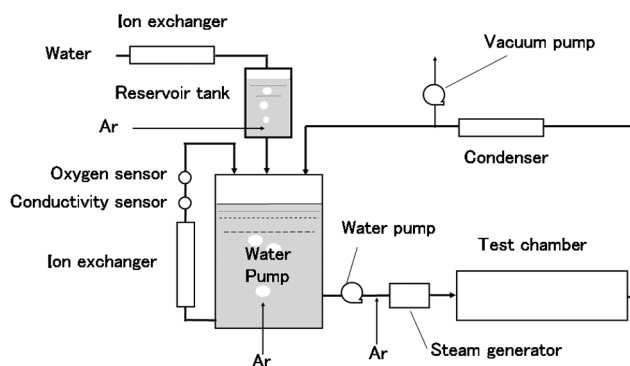 Ion exchanger
Water
Vacuum pump
Reservoir tank
Ar
Condenser
Oxygen sensor
Conductivity sensor
Water pump
Test chamber
Ion exchanger
Water
Pump
Ar
Ar
Steam generator